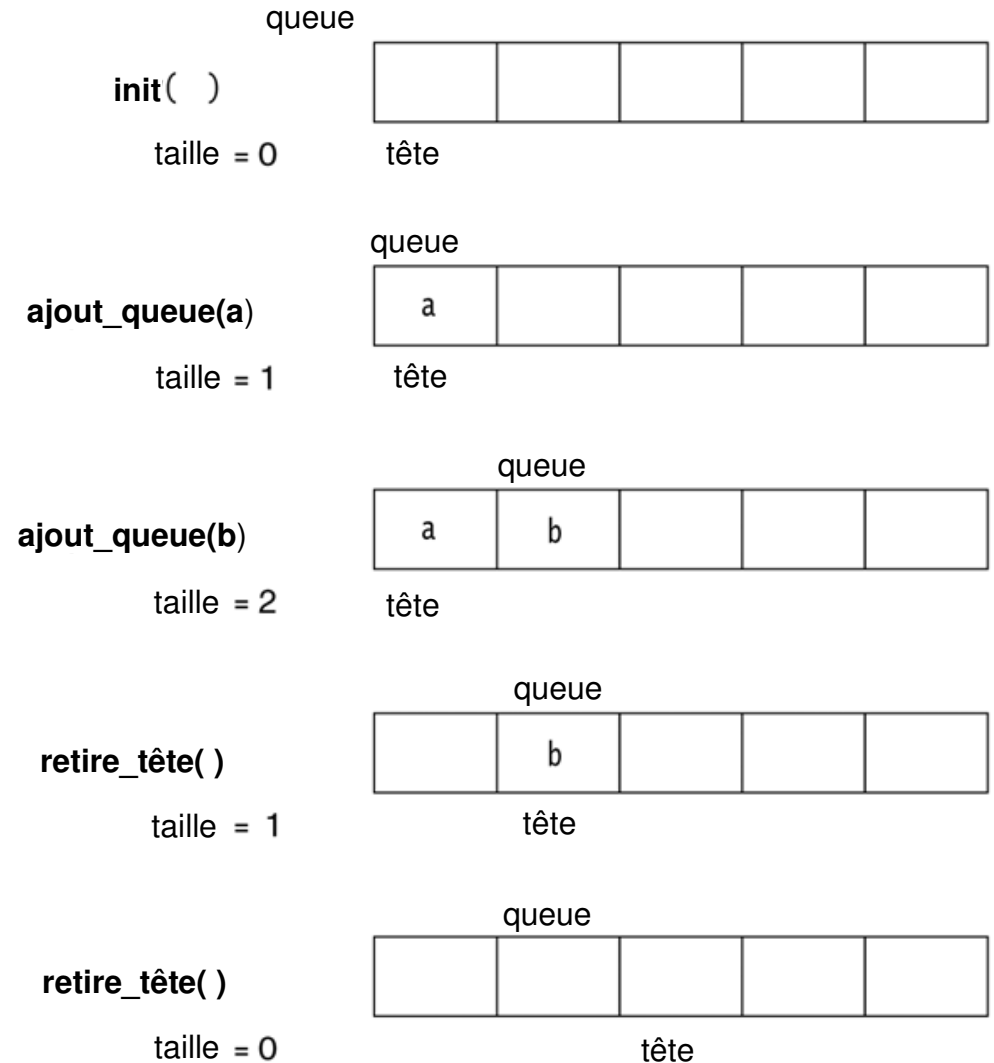 queue
init( )
taille = 0 tête
queue
ajout_queue(a) a
taille = 1 tête
queue
ajout_queue(b) a b
taille = 2 tête
queue
retire_tête( ) b
taille = 1 tête
queue
retire_tête( )
taille = 0 tête